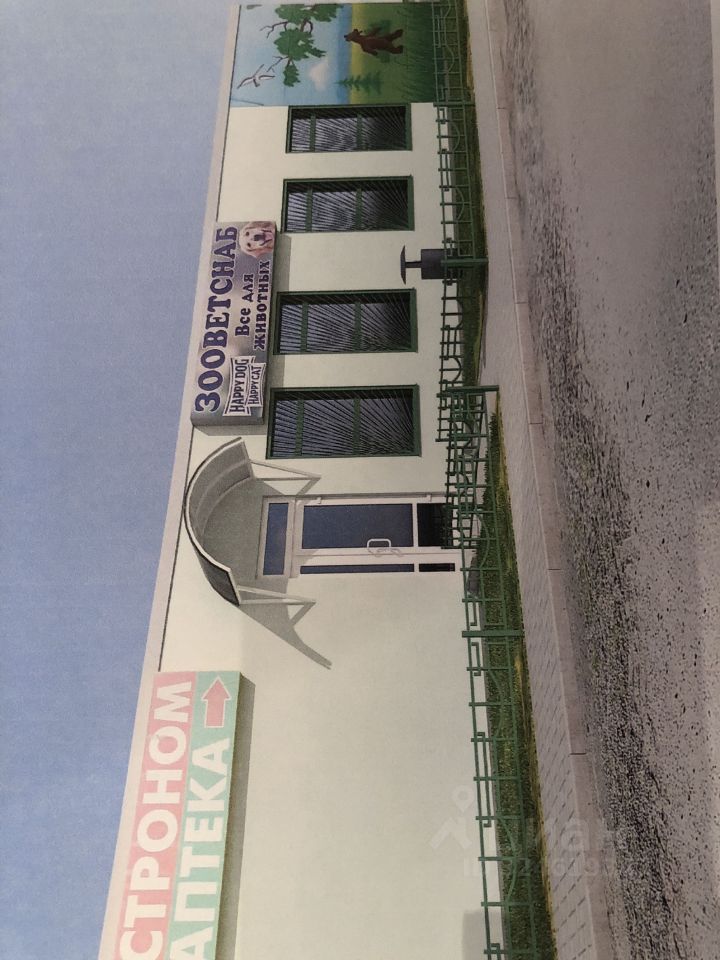 СТРОНОМ
АПТЕКА
ЗООВЕТСНАБ
HAPPY DOG
HAPPY CAT
Все для
ЖИВОТНЫХ